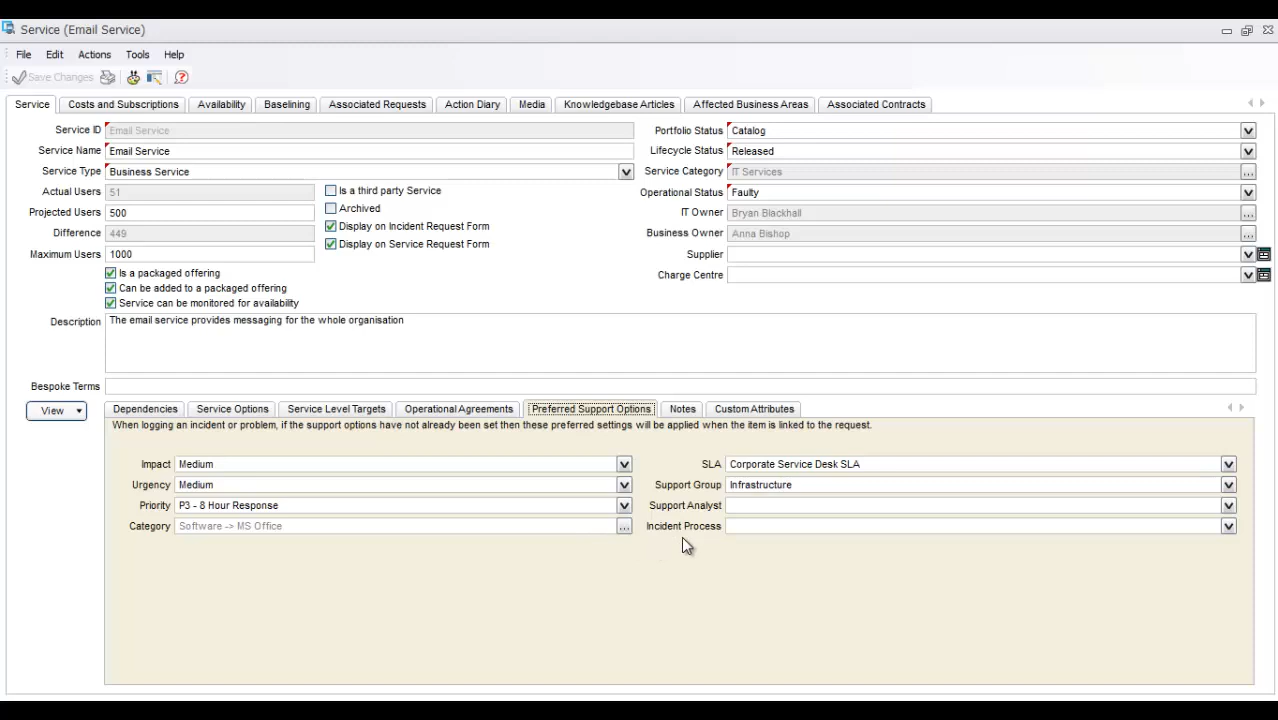 Service (Email Service)
File Edit Actions Tools Help
Save Changes
Service Costs and Subscriptions Availability Baselining Associated Requests Action Diary Media Knowledgebase Articles Affected Business Areas Associated Contracts
Service ID Email Service Portfolio Status Catalog
Service Name Email Service Lifecycle Status Released
Service Type Business Service Service Category IT Services
Actual Users 51 Is a third party Service Operational Status Faulty
Projected Users 500 Archived IT Owner Bryan Blackhall
Difference 449 Display on Incident Request Form Business Owner Anna Bishop
Maximum Users 1000 Display on Service Request Form Supplier
Is a packaged offering Charge Centre
Can be added to a packaged offering
Service can be monitored for availability
Description The email service provides messaging for the whole organisation
Bespoke Terms
View Dependencies Service Options Service Level Targets Operational Agreements Preferred Support Options Notes Custom Attributes
When logging an incident or problem, if the support options have not already been set then these preferred settings will be applied when the item is linked to the request.
Impact Medium SLA Corporate Service Desk SLA
Urgency Medium Support Group Infrastructure
Priority P3 - 8 Hour Response Support Analyst
Category Software -> MS Office ... Incident Process